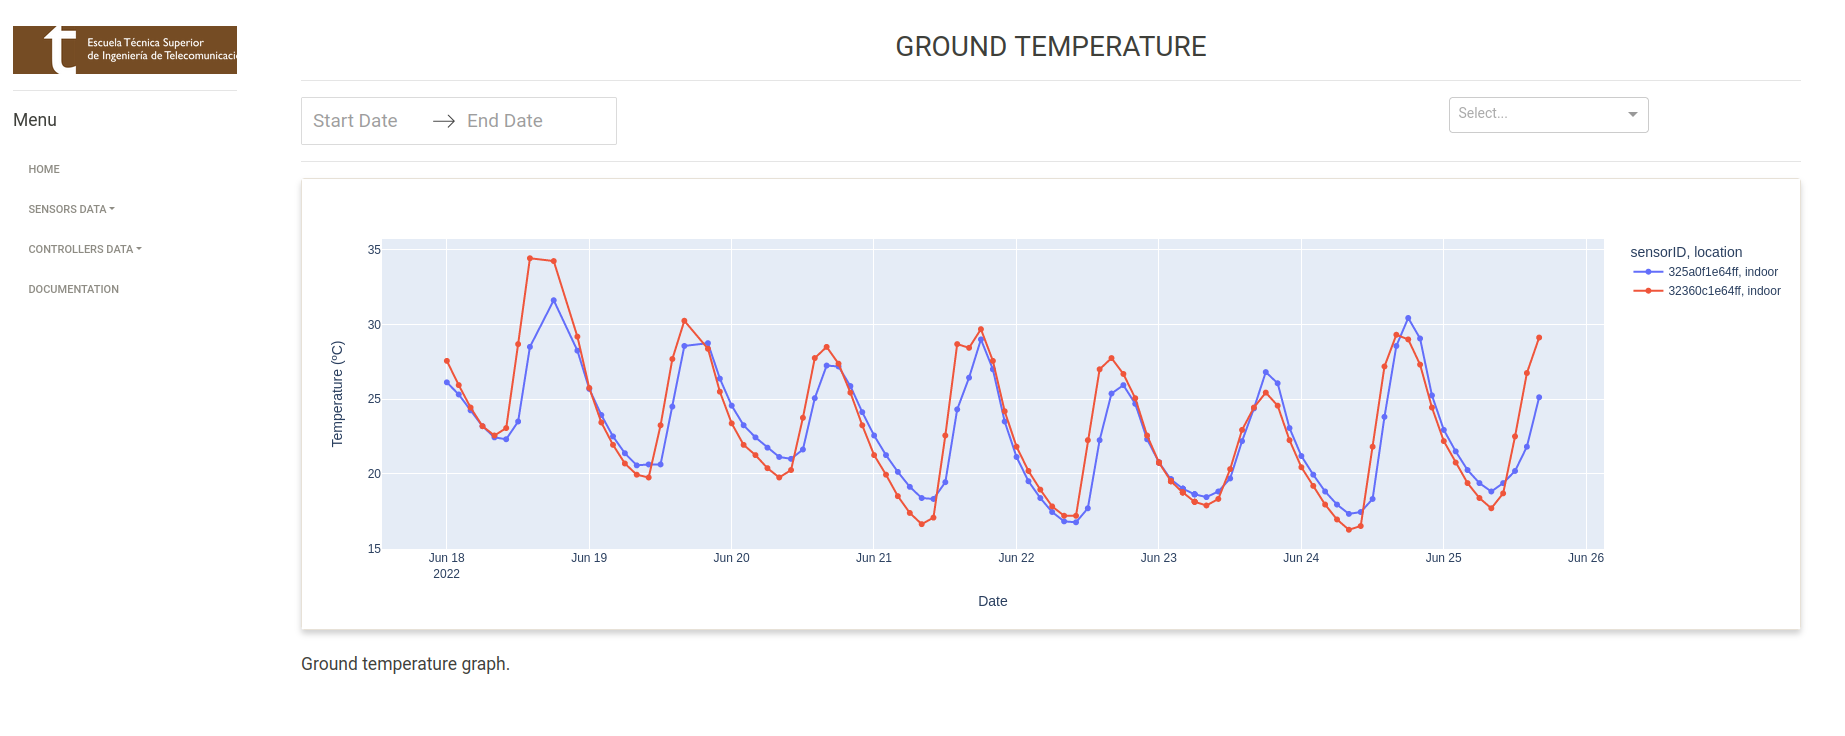 Escuela Técnica Superior
de Ingeniería de Telecomunicació
Menu
HOME
SENSORS DATA
CONTROLLERS DATA
DOCUMENTATION
GROUND TEMPERATURE
Start Date → End Date
Select...
35
30
25
20
15
Temperature (ºC)
Jun 18
2022
Jun 19
Jun 20
Jun 21
Jun 22
Jun 23
Jun 24
Jun 25
Jun 26
Date
sensorID, location
325a0f1e64ff, indoor
32360c1e64ff, indoor
Ground temperature graph.